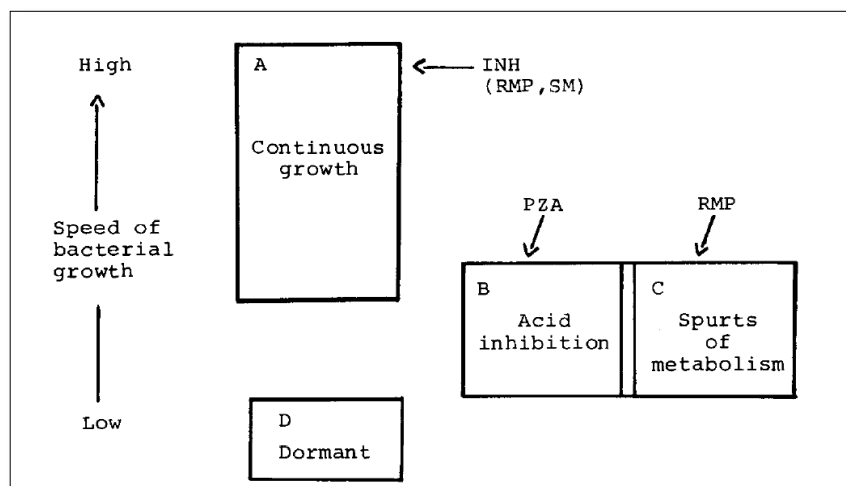 High
Speed of
bacterial
growth
Low
A
Continuous
growth
INH
(RMP,SM)
PZA
RMP
B
Acid
inhibition
C
Spurts
of
metabolism
D
Dormant